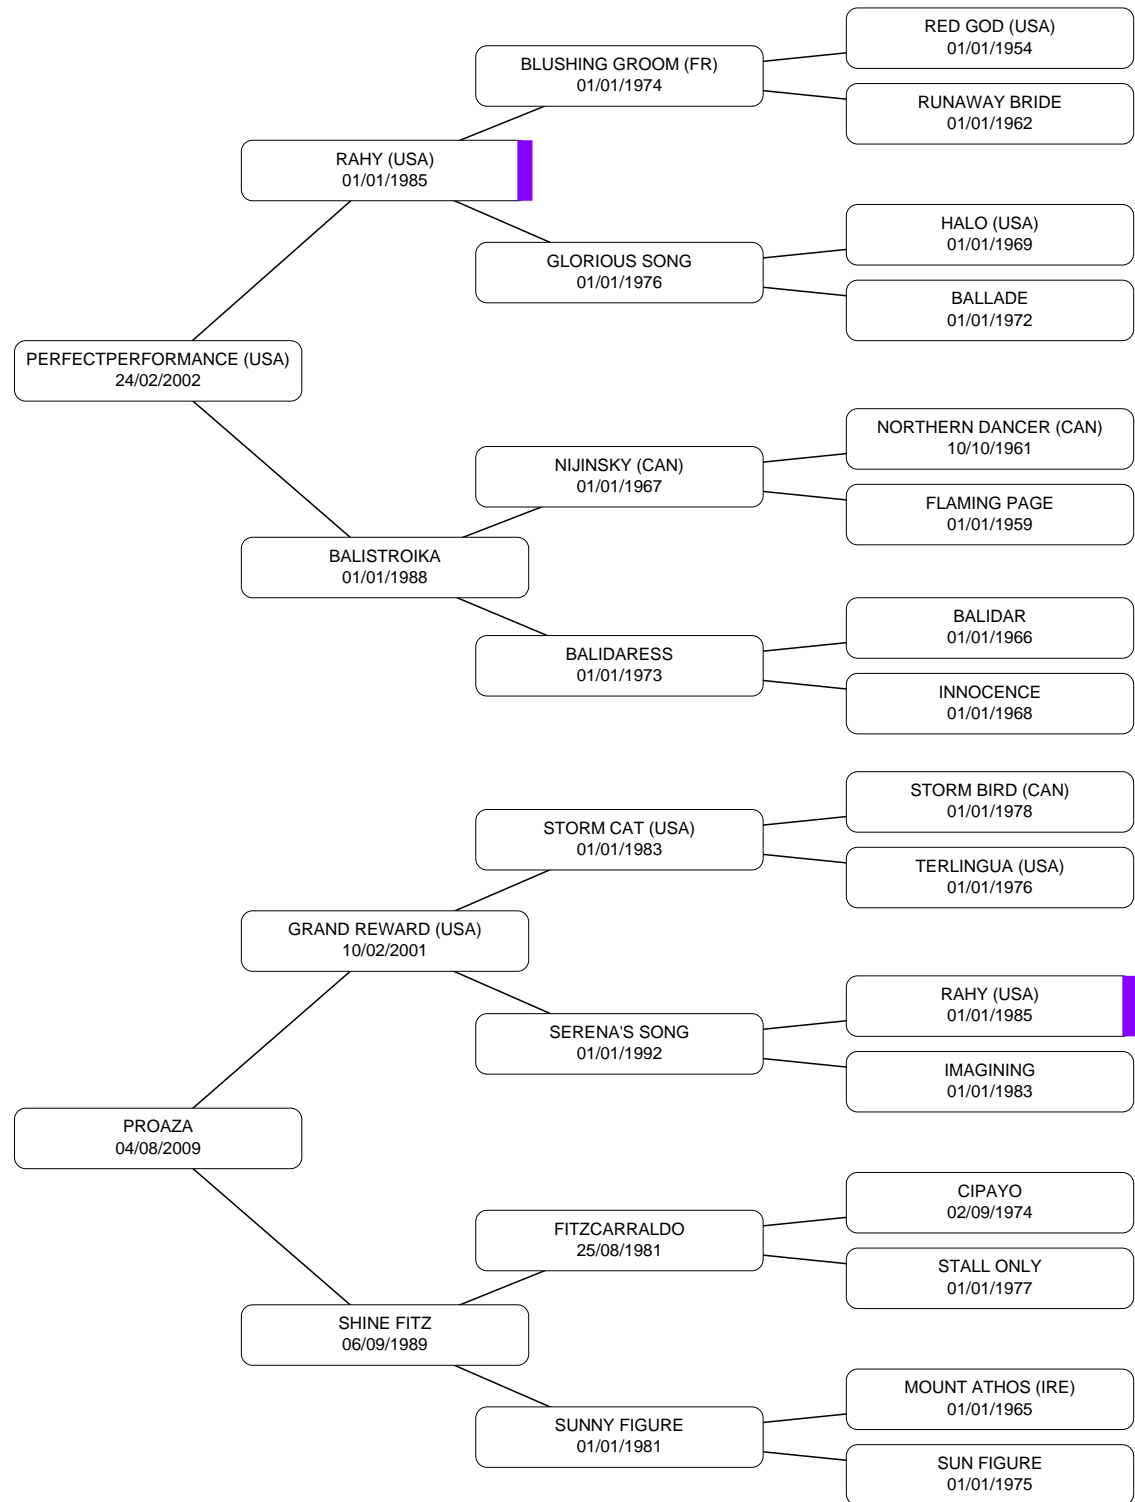 RED GOD (USA)
01/01/1954
BLUSHING GROOM (FR)
01/01/1974
RUNAWAY BRIDE
01/01/1962
RAHY (USA)
01/01/1985
HALO (USA)
01/01/1969
GLORIOUS SONG
01/01/1976
BALLADE
01/01/1972
PERFECTPERFORMANCE (USA)
24/02/2002
NORTHERN DANCER (CAN)
10/10/1961
NIJINSKY (CAN)
01/01/1967
FLAMING PAGE
01/01/1959
BALISTROIKA
01/01/1988
BALIDAR
01/01/1966
BALIDARESS
01/01/1973
INNOCENCE
01/01/1968
STORM BIRD (CAN)
01/01/1978
STORM CAT (USA)
01/01/1983
TERLINGUA (USA)
01/01/1976
GRAND REWARD (USA)
10/02/2001
RAHY (USA)
01/01/1985
SERENA'S SONG
01/01/1992
IMAGINING
01/01/1983
PROAZA
04/08/2009
CIPAYO
02/09/1974
FITZCARRALDO
25/08/1981
STALL ONLY
01/01/1977
SHINE FITZ
06/09/1989
MOUNT ATHOS (IRE)
01/01/1965
SUNNY FIGURE
01/01/1981
SUN FIGURE
01/01/1975